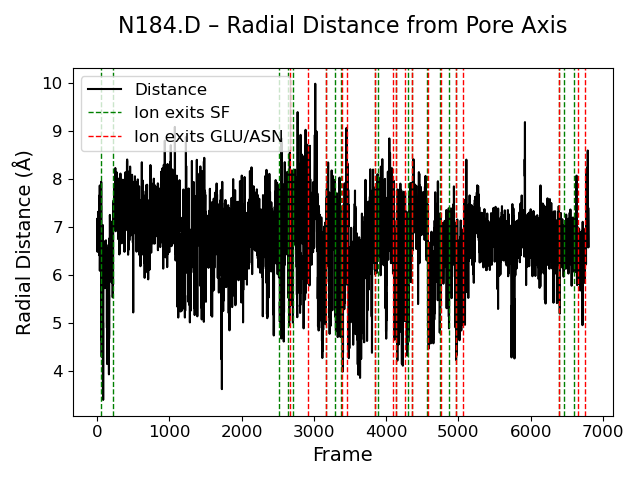 N184.D – Radial Distance from Pore Axis
Distance
Ion exits SF
Ion exits GLU/ASN
Radial Distance (Å)
10
9
8
7
6
5
4
0 1000 2000 3000 4000 5000 6000 7000
Frame